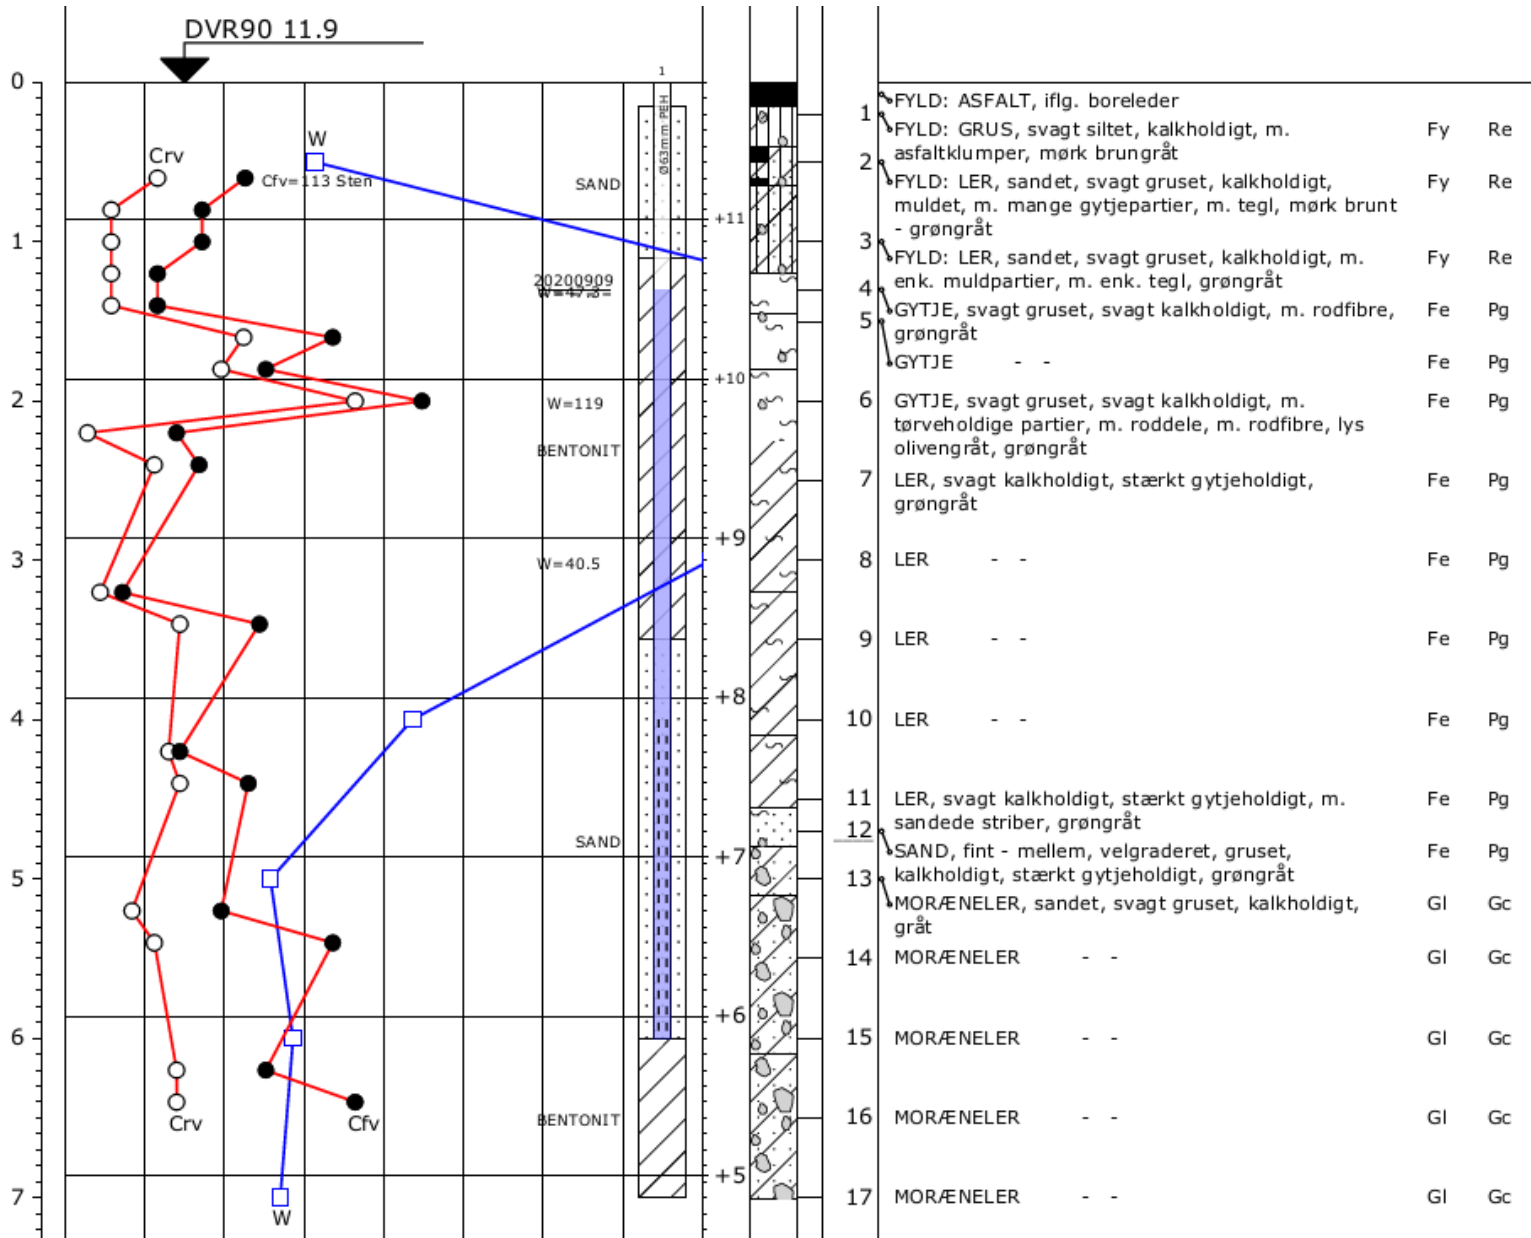 DVR90 11.9
0
1
2
3
4
5
6
7
Crv
W
Cfv=113 Sten
1
Ø63mm PEH
SAND
20200909
W=119
BENTONIT
W=40.5
SAND
BENTONIT
Crv
Cfv
W
+11
+10
+9
+8
+7
+6
+5
FYLD: ASFALT, iflg. boreleder
1
FYLD: GRUS, svagt siltet, kalkholdigt, m. Fy Re
asfaltklumper, mørk brungråt
2
FYLD: LER, sandet, svagt gruset, kalkholdigt, Fy Re
muldet, m. mange gytjepartier, m. tegl, mørk brunt
- grøngråt
3
FYLD: LER, sandet, svagt gruset, kalkholdigt, m. Fy Re
enk. muldpartier, m. enk. tegl, grøngråt
4
GYTJE, svagt gruset, svagt kalkholdigt, m. rodfibre, Fe Pg
grøngråt
5
GYTJE - - Fe Pg
6 GYTJE, svagt gruset, svagt kalkholdigt, m. Fe Pg
tørveholdige partier, m. roddele, m. rodfibre, lys
olivengråt, grøngråt
7 LER, svagt kalkholdigt, stærkt gytjeholdigt, Fe Pg
grøngråt
8 LER - - Fe Pg
9 LER - - Fe Pg
10 LER - - Fe Pg
11 LER, svagt kalkholdigt, stærkt gytjeholdigt, m. Fe Pg
sandede striber, grøngråt
12
SAND, fint - mellem, velgraderet, gruset, Fe Pg
kalkholdigt, stærkt gytjeholdigt, grøngråt
13
MORÆNELER, sandet, svagt gruset, kalkholdigt, Gl Gc
gråt
14 MORÆNELER - - Gl Gc
15 MORÆNELER - - Gl Gc
16 MORÆNELER - - Gl Gc
17 MORÆNELER - - Gl Gc